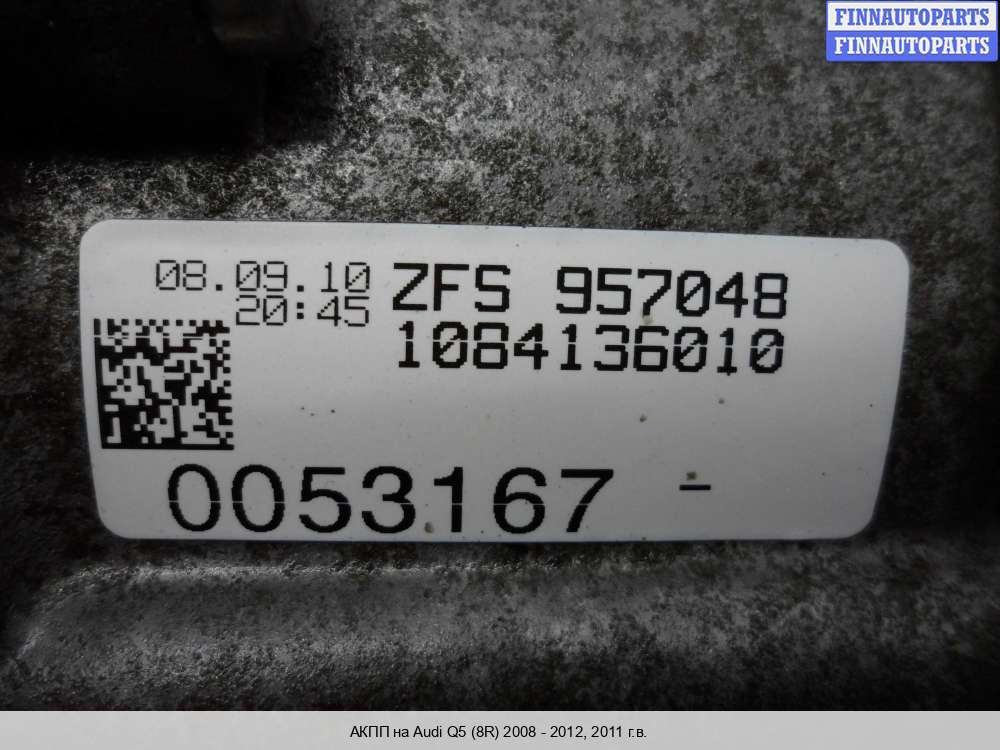 FINNAUTOPARTS
FINNAUTOPARTS
08.09.10 ZFS 957048
20:45 1084136010
0053167 -
АКПП на Audi Q5 (8R) 2008 - 2012, 2011 г.в.